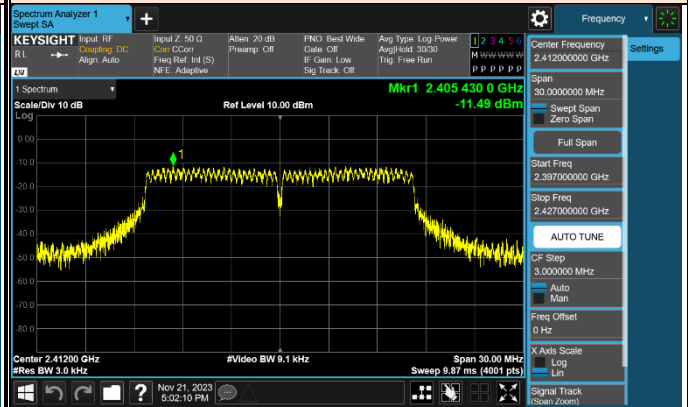 Spectrum Analyzer 1
Swept SA
+
Frequency
KEYSIGHT
Input: RF
Input Z: 50 Ω
Atten: 20 dB
PNO: Best Wide
Avg Type: Log-Power
1 2 3 4 5 6
R L
Coupling: DC
Corr CCorr
Preamp: Off
Gate: Off
Avg|Hold: 30/30
M W W W W W
Align: Auto
Freq Ref: Int (S)
IF Gain: Low
Trig: Free Run
LXI
NFE: Adaptive
Sig Track: Off
P P P P P P
1 Spectrum
Mkr1 2.405 430 0 GHz
Scale/Div 10 dB
Ref Level 10.00 dBm
-11.49 dBm
Log
1
0.00
-10.0
-20.0
-30.0
-40.0
-50.0
-60.0
-70.0
-80.0
Center 2.41200 GHz
#Video BW 9.1 kHz
Span 30.00 MHz
#Res BW 3.0 kHz
Sweep 9.87 ms (4001 pts)
Nov 21, 2023
5:02:10 PM
?
Center Frequency
2.412000000 GHz
Settings
Span
30.0000000 MHz
Swept Span
Zero Span
Full Span
Start Freq
2.397000000 GHz
Stop Freq
2.427000000 GHz
AUTO TUNE
CF Step
3.000000 MHz
Auto
Man
Freq Offset
0 Hz
X Axis Scale
Log
Lin
Signal Track
(Span Zoom)